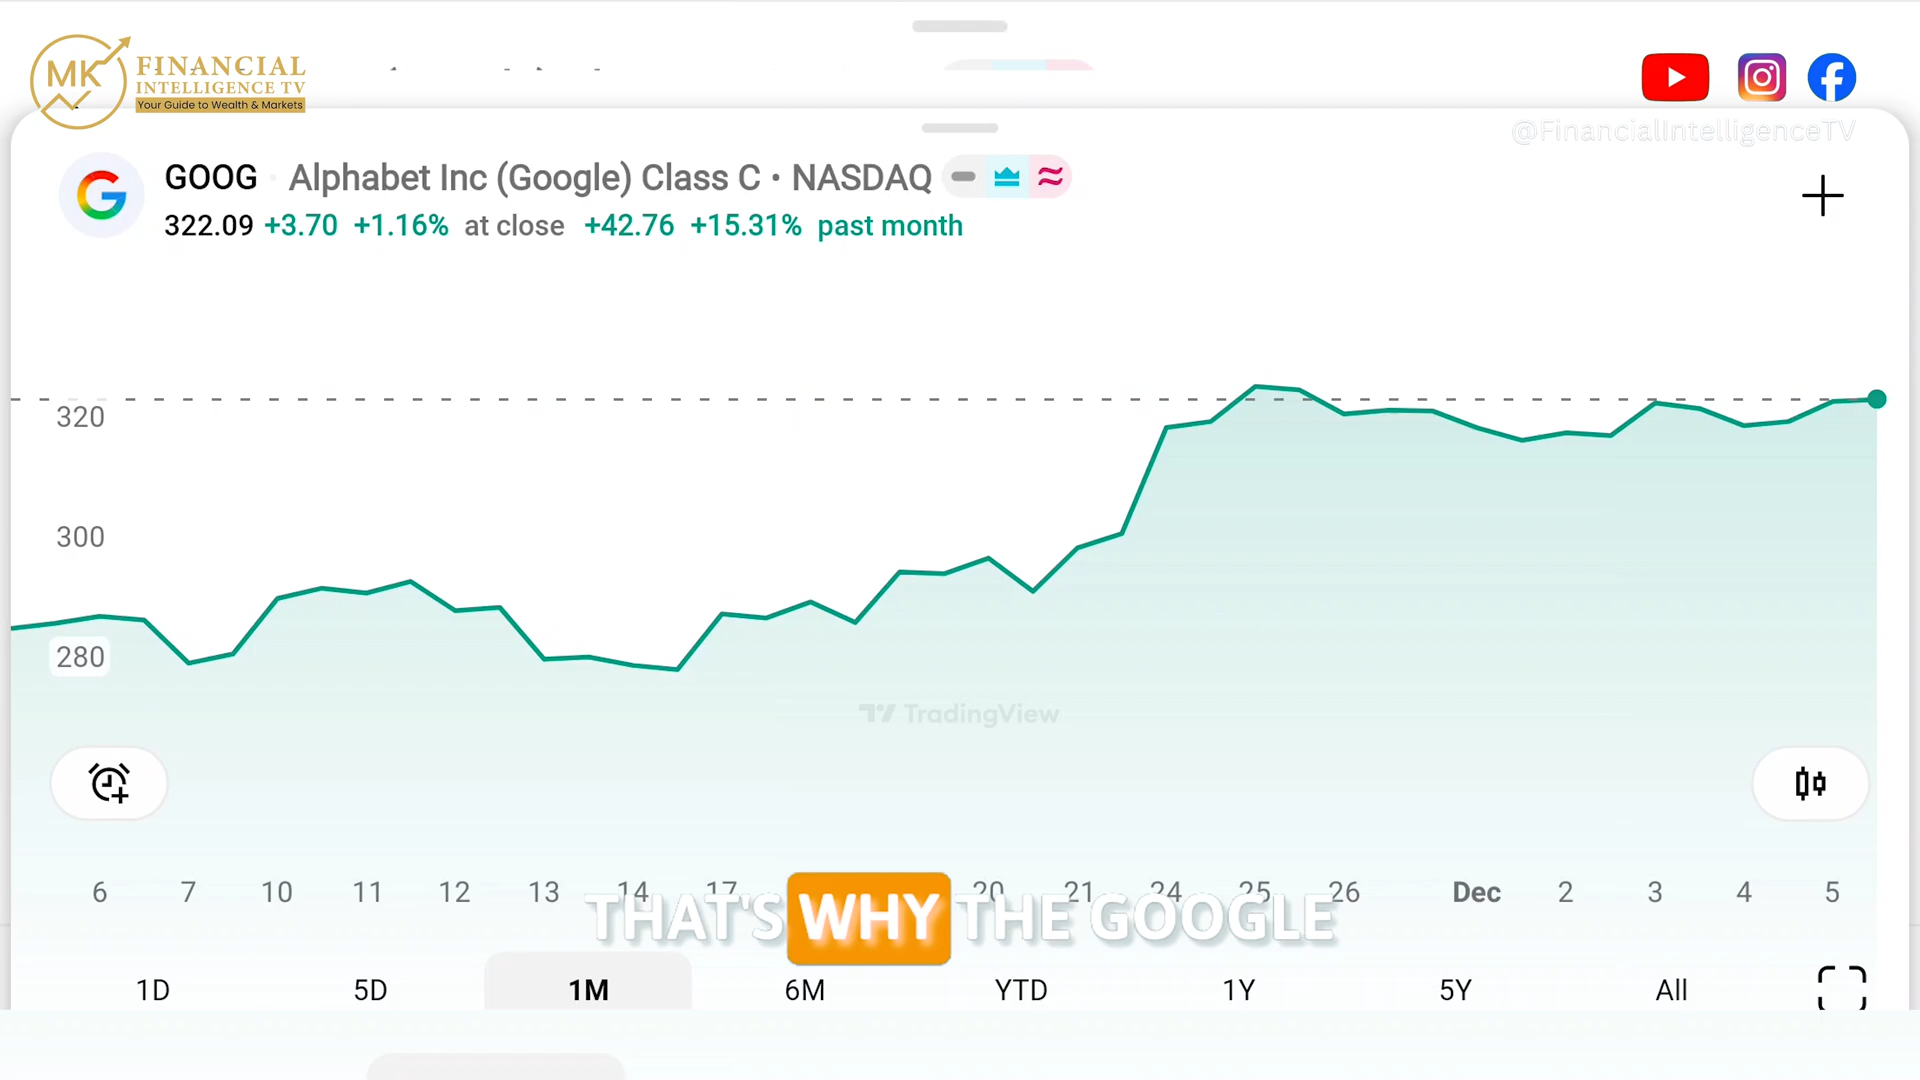 MK
FINANCIAL
INTELLIGENCE TV
Your Guide to Wealth & Markets
@FinancialIntelligenceTV
GOOG · Alphabet Inc (Google) Class C • NASDAQ
322.09 +3.70 +1.16% at close +42.76 +15.31% past month
320
300
280
TradingView
6 7 10 11 12 13 14 17 20 21 24 25 26 Dec 2 3 4 5
THAT'S WHY THE GOOGLE
1D 5D 1M 6M YTD 1Y 5Y All